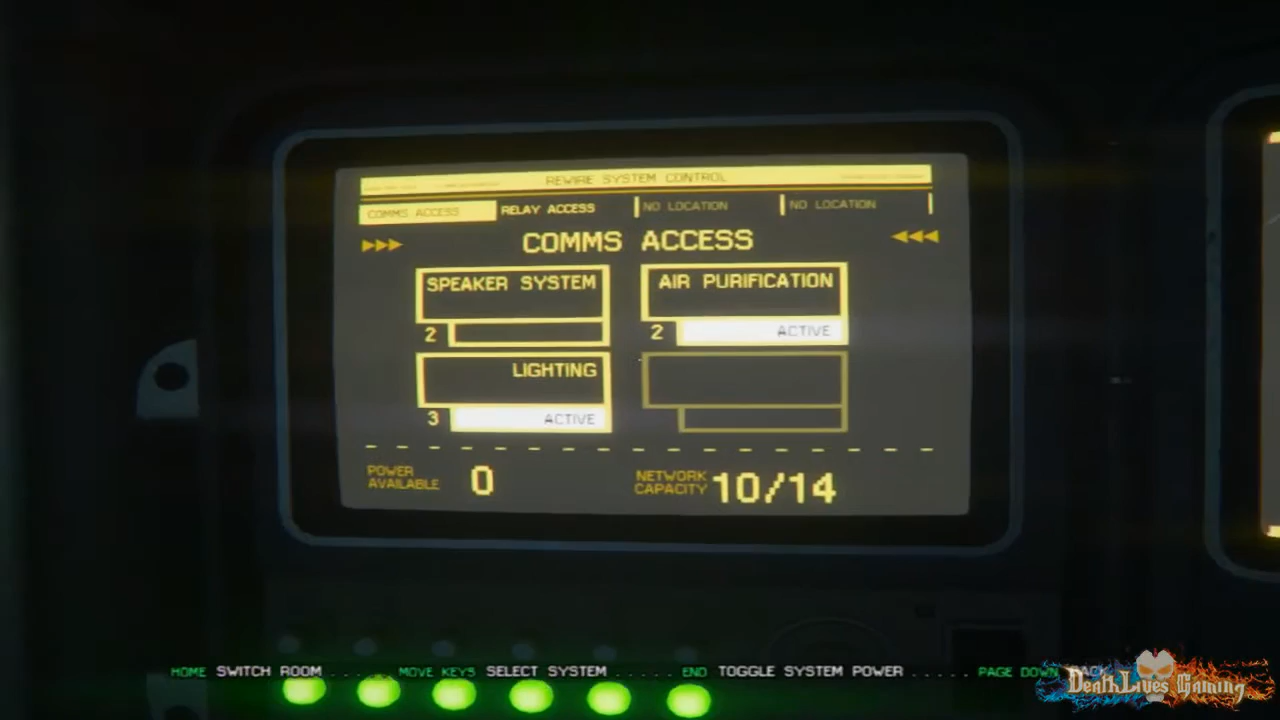 REWIRE SYSTEM CONTROL
COMMS ACCESS RELAY ACCESS NO LOCATION NO LOCATION
COMMS ACCESS
SPEAKER SYSTEM AIR PURIFICATION
2 2 ACTIVE
LIGHTING
3 ACTIVE
POWER AVAILABLE 0 NETWORK CAPACITY 10/14
HOME SWITCH ROOM ..... MOVE KEYS SELECT SYSTEM ..... END TOGGLE SYSTEM POWER ..... PAGE DOWN
DeathLives Gaming